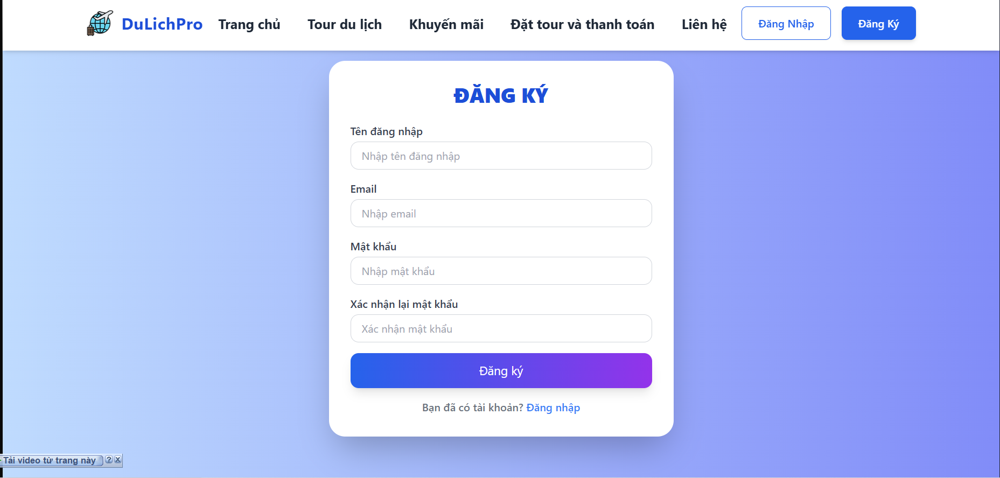 DuLichPro Trang chủ Tour du lịch Khuyến mãi Đặt tour và thanh toán Liên hệ Đăng Nhập Đăng Ký
ĐĂNG KÝ
Tên đăng nhập
Nhập tên đăng nhập
Email
Nhập email
Mật khẩu
Nhập mật khẩu
Xác nhận lại mật khẩu
Xác nhận mật khẩu
Đăng ký
Bạn đã có tài khoản? Đăng nhập
Tải video từ trang này ? X